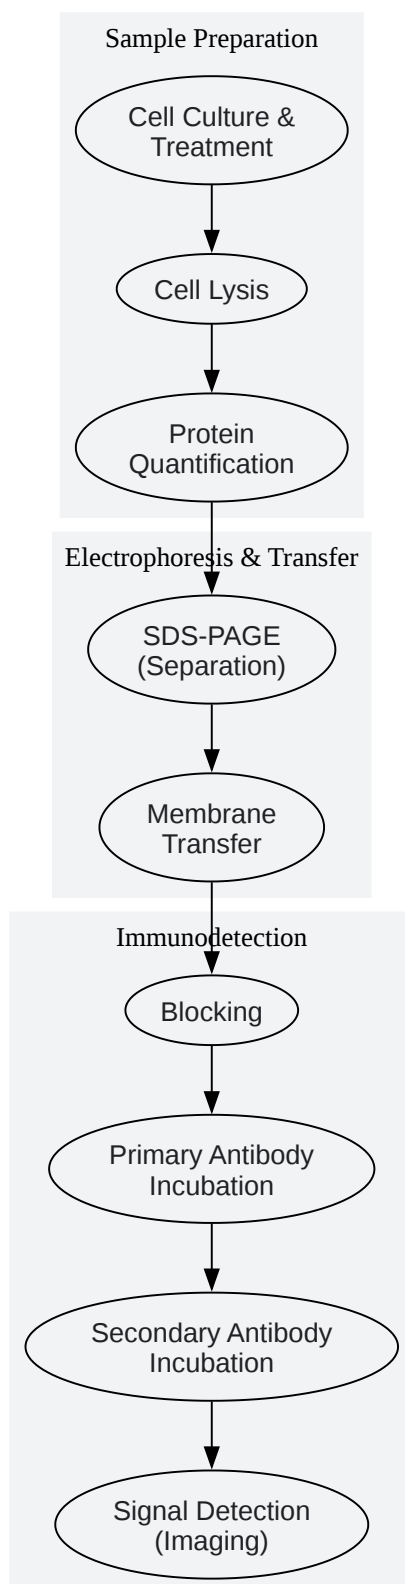 Sample Preparation
Cell Culture &
Treatment
Cell Lysis
Protein
Quantification
Electrophoresis & Transfer
SDS-PAGE
(Separation)
Membrane
Transfer
Immunodetection
Blocking
Primary Antibody
Incubation
Secondary Antibody
Incubation
Signal Detection
(Imaging)